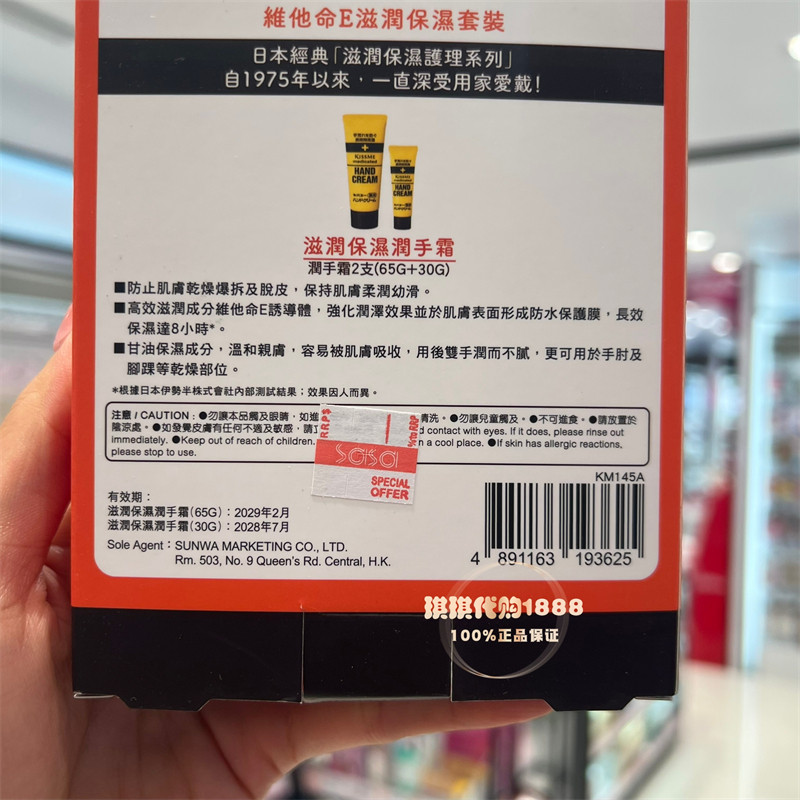 維他命E滋潤保濕套裝
日本經典「滋潤保濕護理系列」
自1975年以來，一直深受用家愛戴!
KISSME
medicated
HAND
CREAM
ハンドクリーム
HAND
CREAM
滋潤保濕潤手霜
潤手霜2支(65G+30G)
■防止肌膚乾燥爆拆及脫皮，保持肌膚柔潤幼滑。
■高效滋潤成分維他命E誘導體，強化潤澤效果並於肌膚表面形成防水保護膜，長效
保濕達8小時*。
■甘油保濕成分，溫和親膚，容易被肌膚吸收，用後雙手潤而不膩，更可用於手肘及
腳踝等乾燥部位。
*根據日本伊勢半株式會社內部測試結果；效果因人而異。
注意 / CAUTION : ●勿讓本品觸及眼睛，如進 清洗。●勿讓兒童觸及。●不可進食。●請放置於
陰涼處。●如發覺皮膚有任何不適及敏感，請 contact with eyes. If it does, please rinse out
immediately. ●Keep out of reach of children. n a cool place. ●If skin has allergic reactions,
please stop to use.
RRP$
% to RRP
sasa
SPECIAL
OFFER
KM145A
有效期：
滋潤保濕潤手霜(65G)：2029年2月
滋潤保濕潤手霜(30G)：2028年7月
Sole Agent : SUNWA MARKETING CO., LTD.
Rm. 503, No. 9 Queen's Rd. Central, H.K.
4 891163 193625
琪琪代购1888
100%正品保证